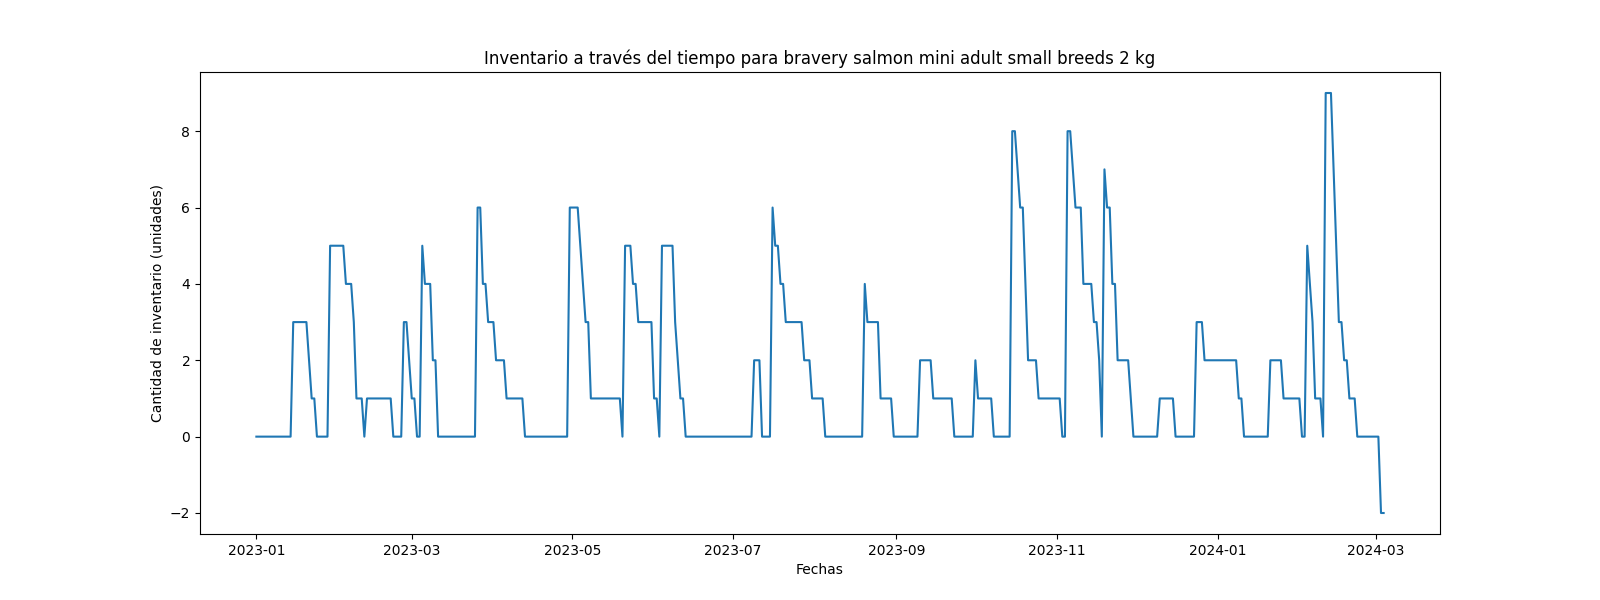 Inventario a través del tiempo para bravery salmon mini adult small breeds 2 kg
Cantidad de inventario (unidades)
8
6
4
2
0
−2
2023-01 2023-03 2023-05 2023-07 2023-09 2023-11 2024-01 2024-03
Fechas